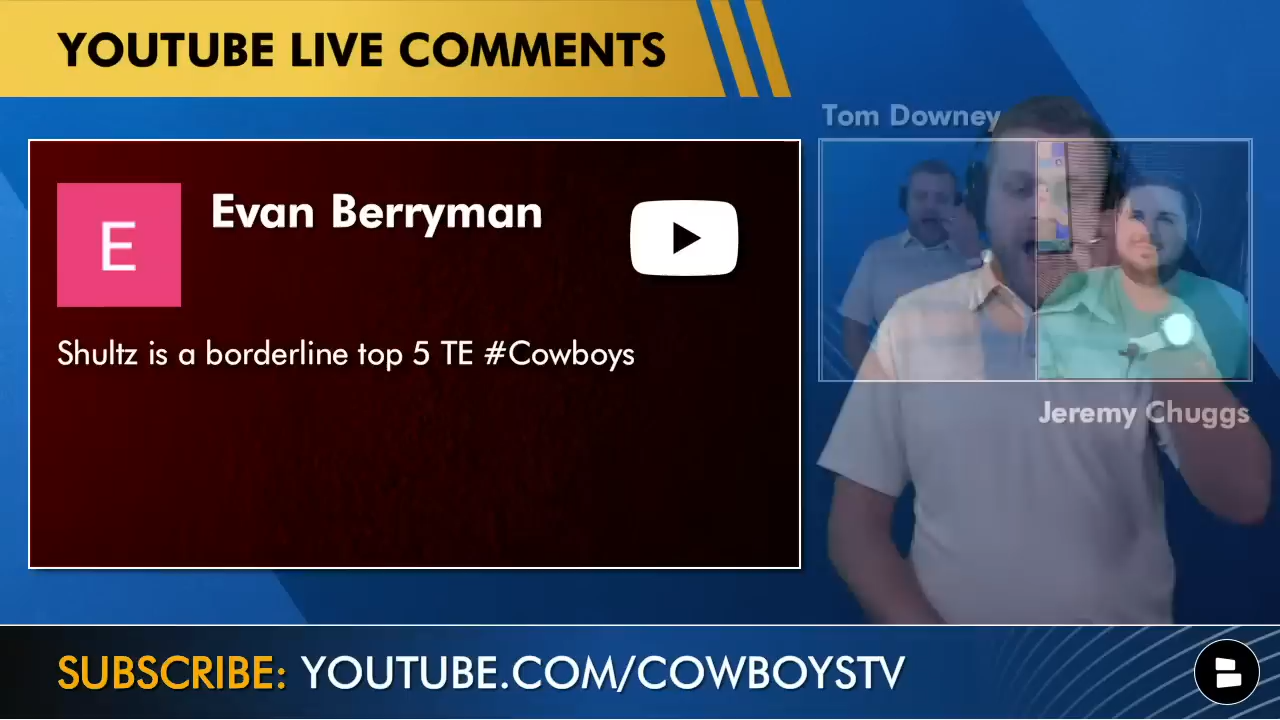 YOUTUBE LIVE COMMENTS
Tom Downey
E
Evan Berryman
Shultz is a borderline top 5 TE #Cowboys
Jeremy Chuggs
SUBSCRIBE: YOUTUBE.COM/COWBOYSTV